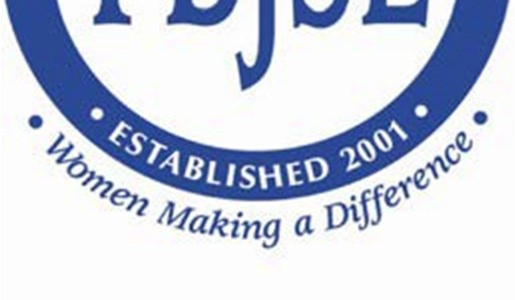 • ESTABLISHED 2001 •
• Women Making a Difference •